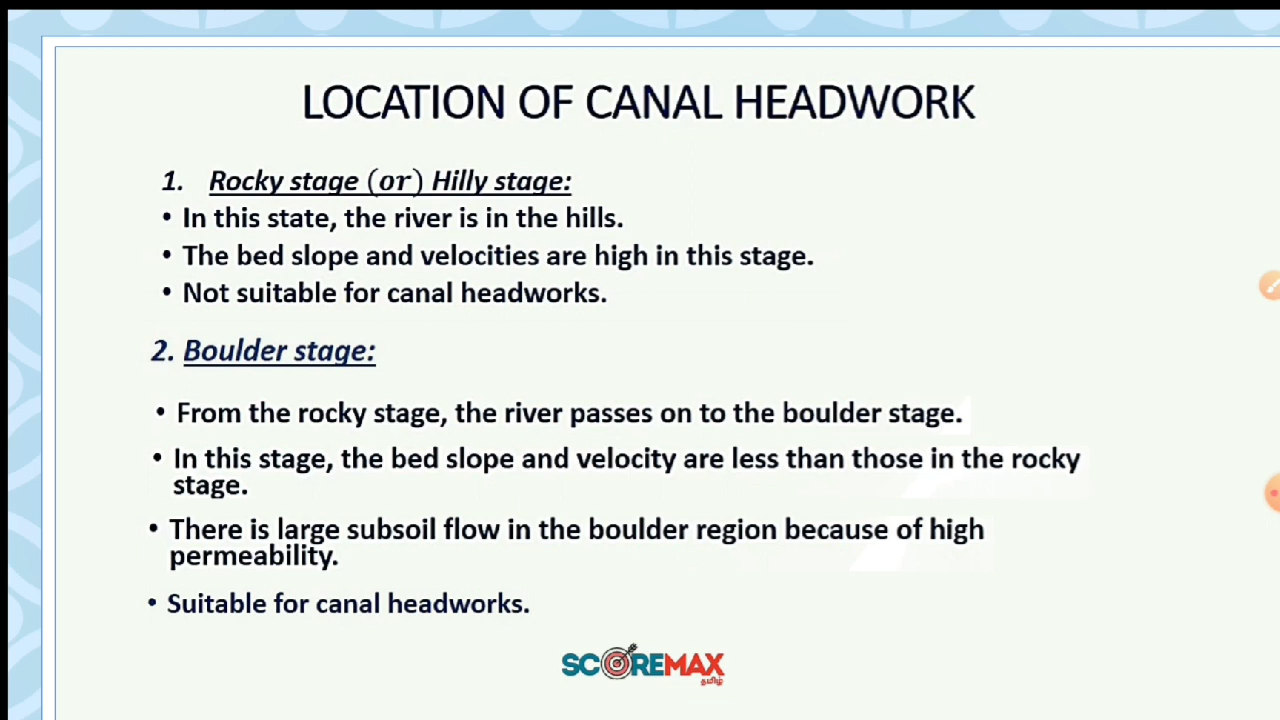 LOCATION OF CANAL HEADWORK
1. Rocky stage (or) Hilly stage:
• In this state, the river is in the hills.
• The bed slope and velocities are high in this stage.
• Not suitable for canal headworks.
2. Boulder stage:
• From the rocky stage, the river passes on to the boulder stage.
• In this stage, the bed slope and velocity are less than those in the rocky
stage.
• There is large subsoil flow in the boulder region because of high
permeability.
• Suitable for canal headworks.
SCOREMAX
தமிழ்